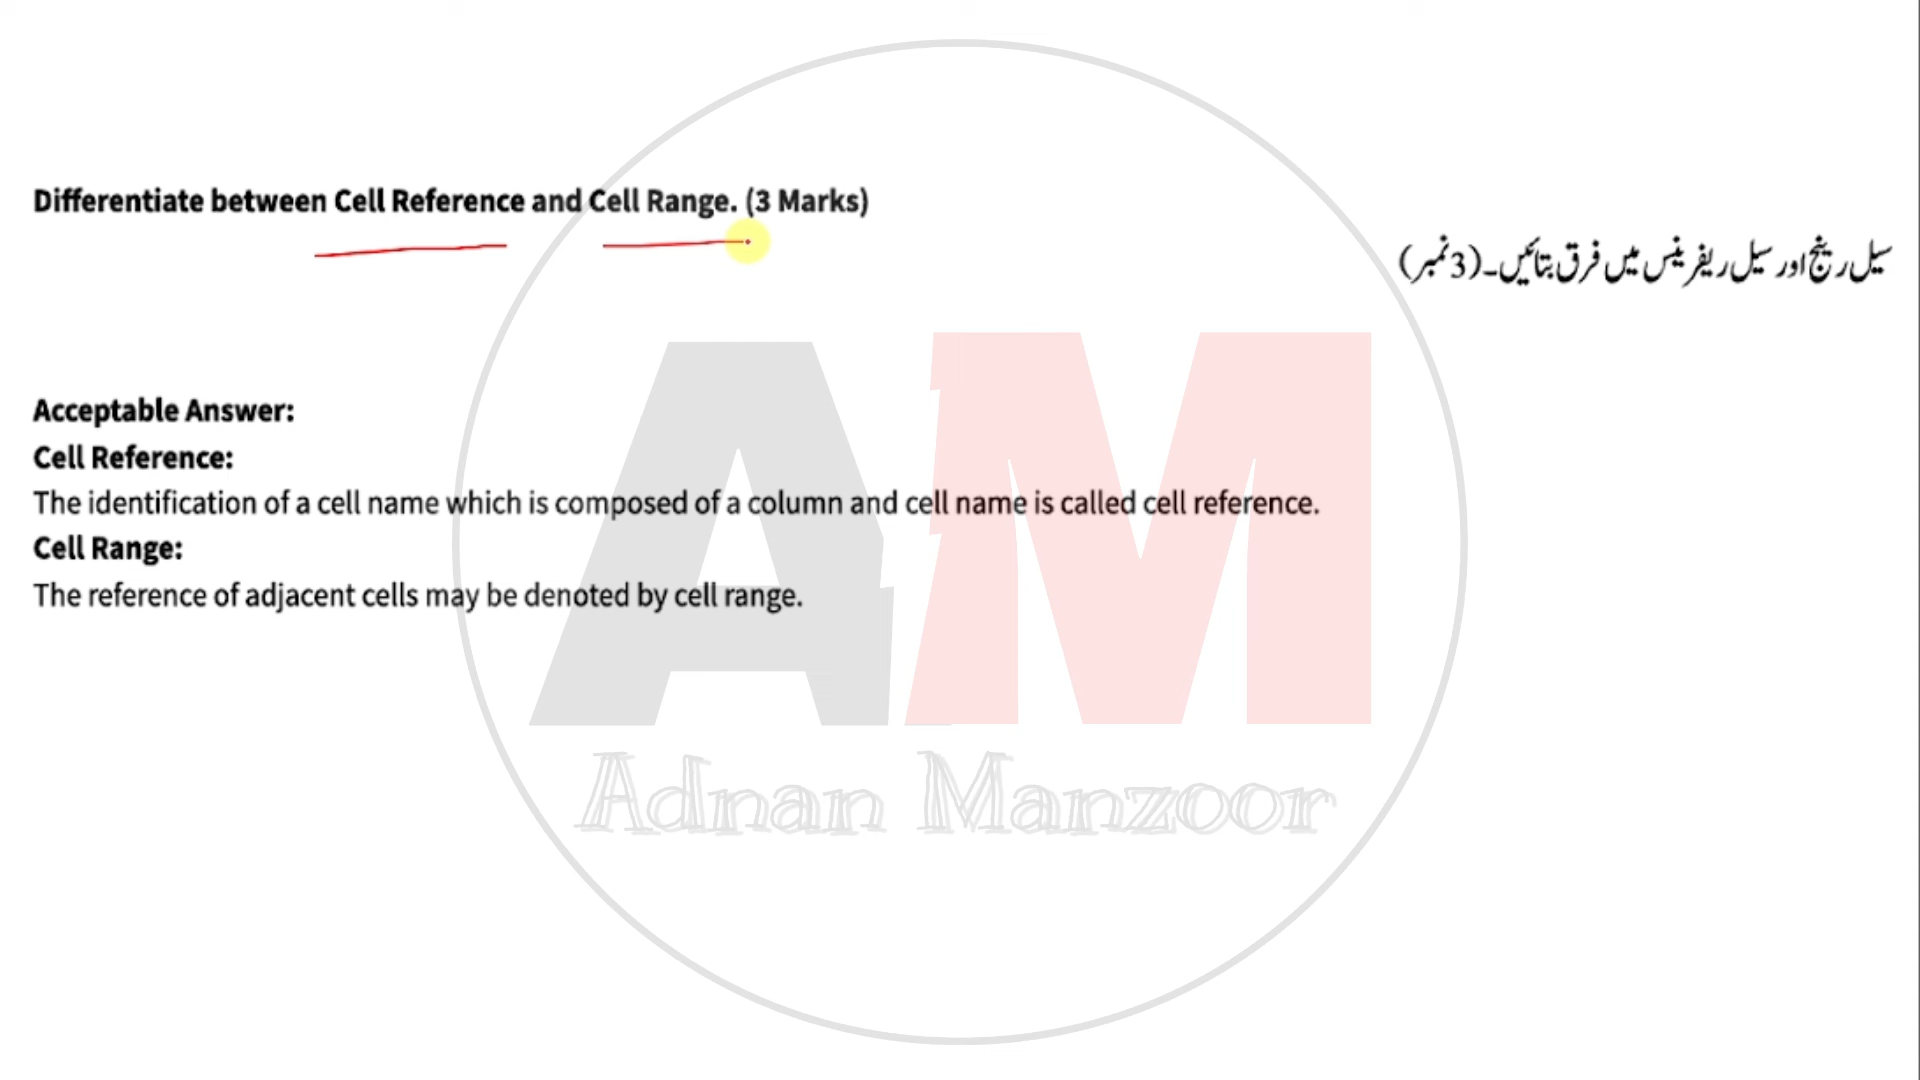 Differentiate between Cell Reference and Cell Range. (3 Marks)
سیل رینج اور سیل ریفرینس میں فرق بتائیں۔ (3 نمبر)
Acceptable Answer:
Cell Reference:
The identification of a cell name which is composed of a column and cell name is called cell reference.
Cell Range:
The reference of adjacent cells may be denoted by cell range.
AM
Adnan Manzoor